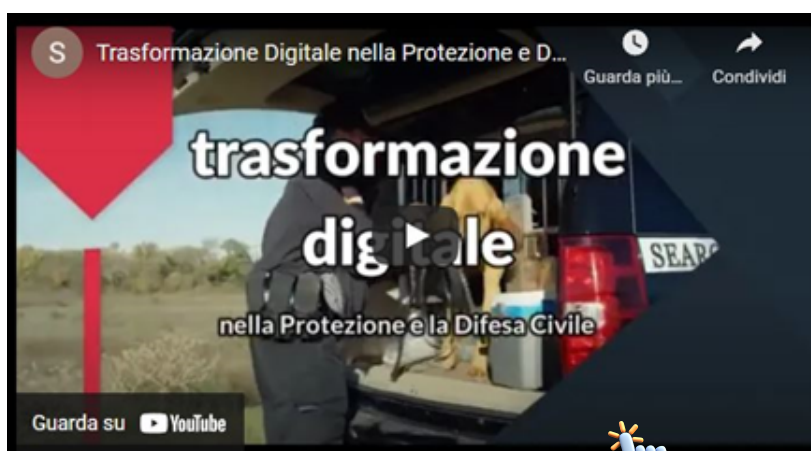 S
Trasformazione Digitale nella Protezione e D...
Guarda più...
Condividi
trasformazione
digitale
nella Protezione e la Difesa Civile
SEARC
Guarda su YouTube